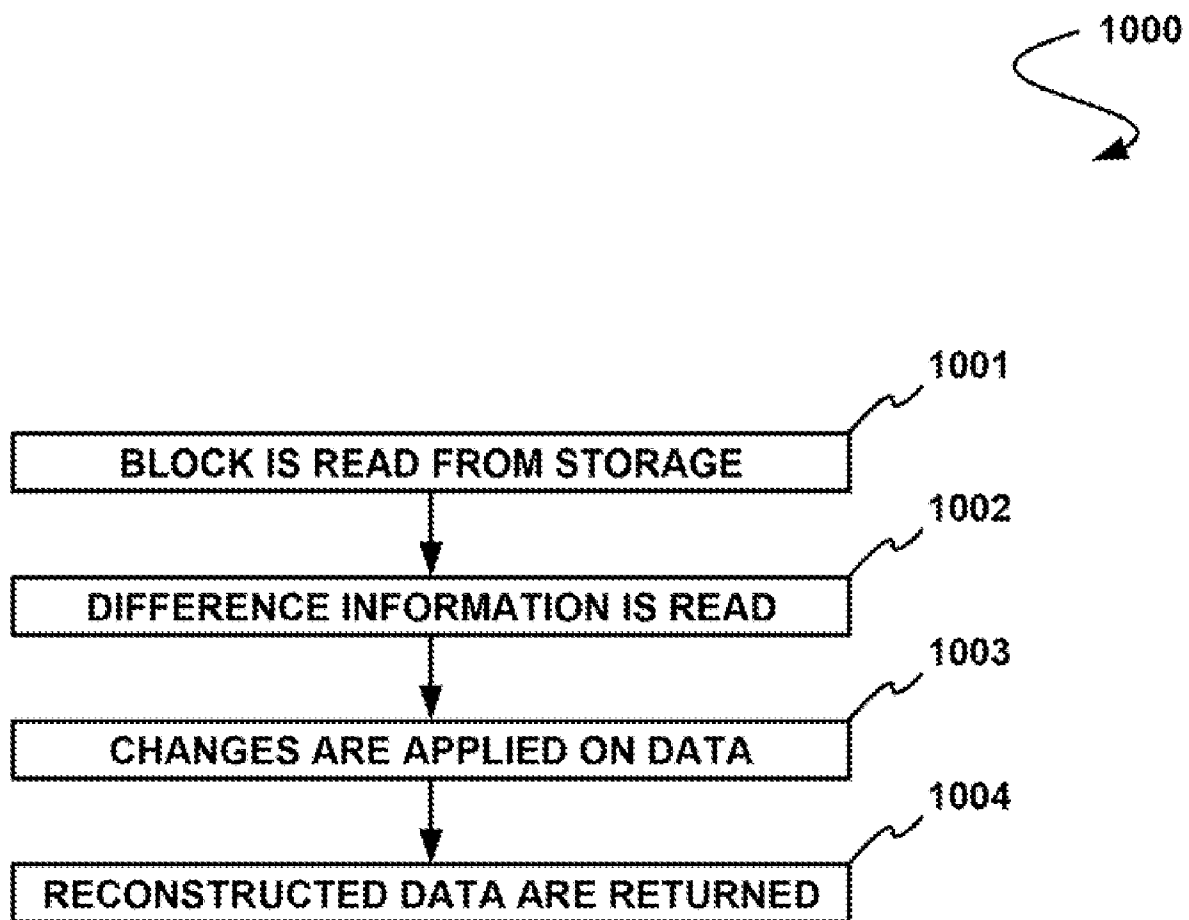 1000
1001
BLOCK IS READ FROM STORAGE
1002
DIFFERENCE INFORMATION IS READ
1003
CHANGES ARE APPLIED ON DATA
1004
RECONSTRUCTED DATA ARE RETURNED